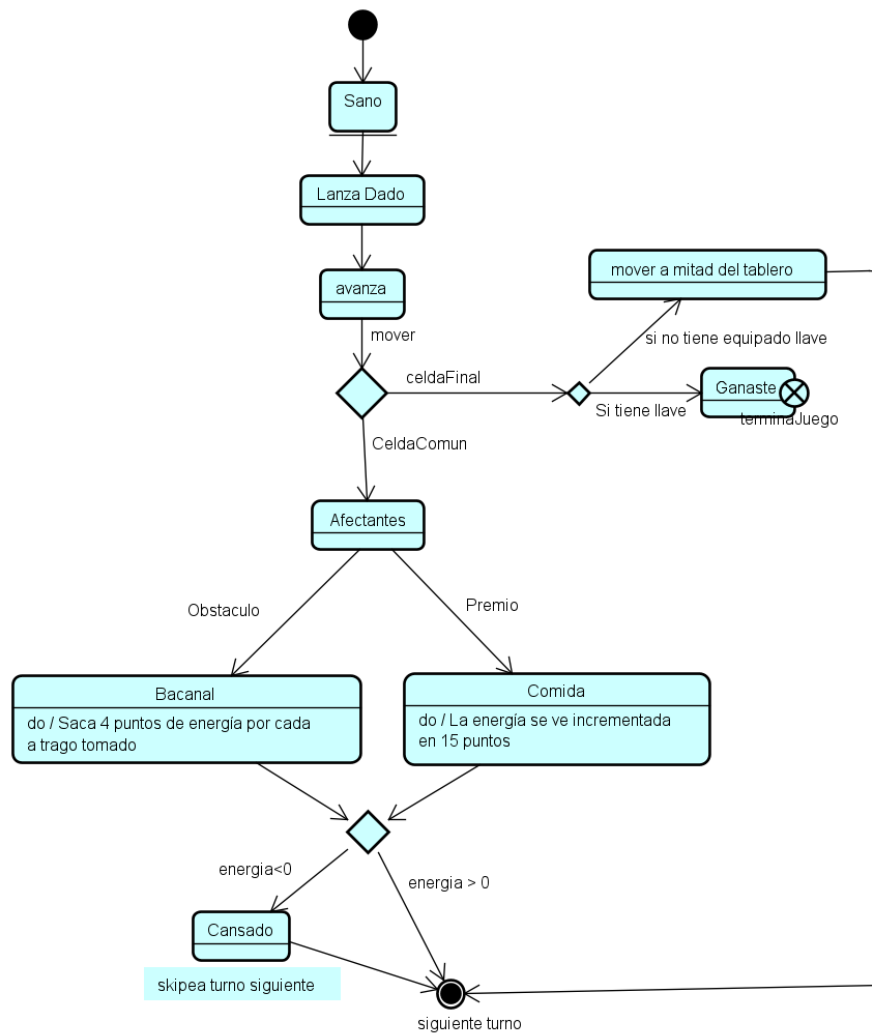 Sano
Lanza Dado
avanza
mover a mitad del tablero
mover
si no tiene equipado llave
celdaFinal
Ganaste
Si tiene llave
terminaJuego
CeldaComun
Afectantes
Obstaculo
Premio
Bacanal
do / Saca 4 puntos de energía por cada
a trago tomado
Comida
do / La energía se ve incrementada
en 15 puntos
energia<0
energia > 0
Cansado
skipea turno siguiente
siguiente turno